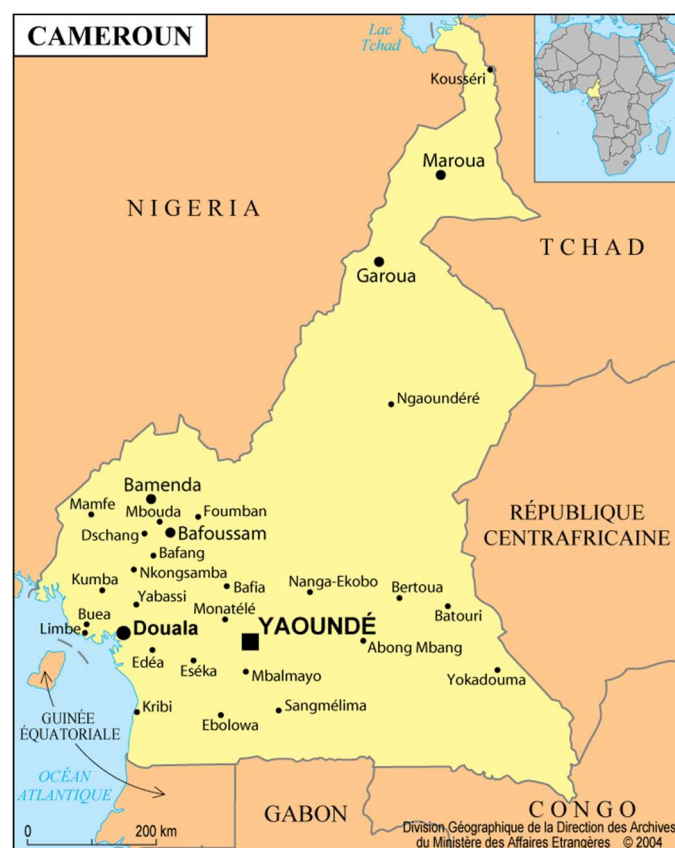 CAMEROUN
Lac
Tchad
Kousséri
Maroua
NIGERIA
TCHAD
Garoua
Ngaoundéré
Bamenda
Mamfe
Mbouda
Foumban
Dschang
Bafoussam
RÉPUBLIQUE
CENTRAFRICAINE
Bafang
Nkongsamba
Kumba
Bafia
Nanga-Ekobo
Bertoua
Yabassi
Batouri
Monatélé
Buea
Limbe
Douala
YAOUNDÉ
Abong Mbang
Edéa
Eséka
Mbalmayo
Yokadouma
Kribi
Sangmélima
Ebolowa
GUINÉE
ÉQUATORIALE
OCÉAN
ATLANTIQUE
GABON
CONGO
0 200 km
Division Géographique de la Direction des Archives
du Ministère des Affaires Etrangères © 2004